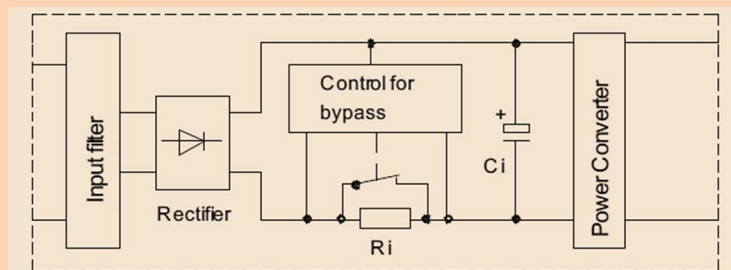 Input filter
Rectifier
Control for
bypass
Ri
+
Ci
Power Converter